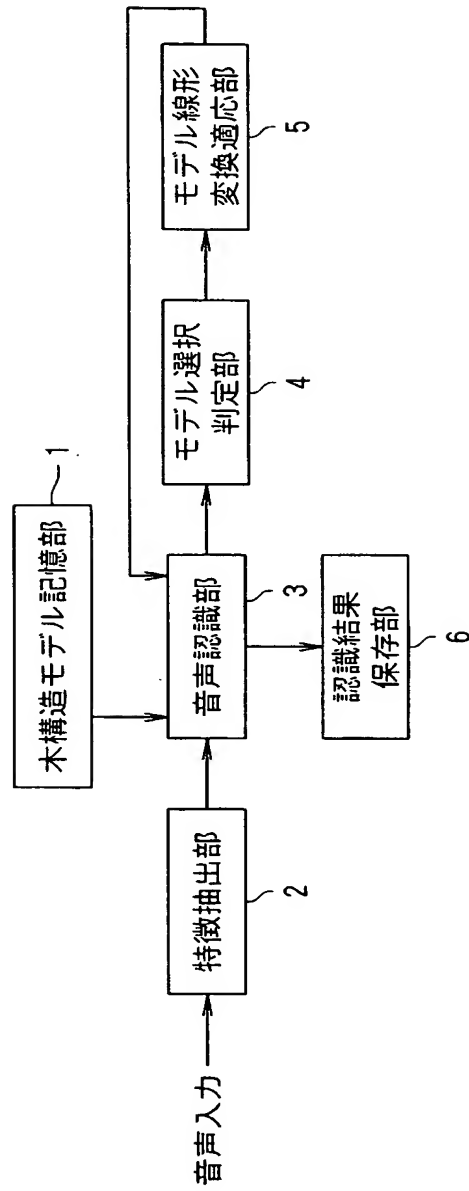 木構造モデル記憶部
1
音声入力
特徴抽出部
2
音声認識部
3
モデル選択
判定部
4
モデル線形
変換適応部
5
認識結果
保存部
6